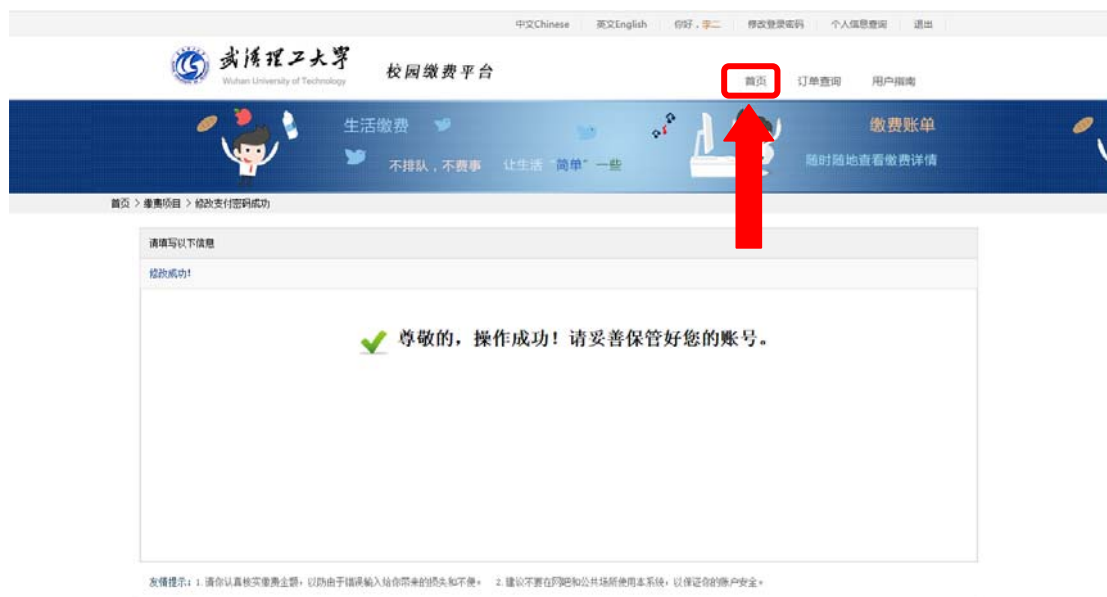 中文Chinese 英文English 你好,李二 修改登录密码 个人信息查询 退出
武汉理工大学
Wuhan University of Technology
校园缴费平台
首页 订单查询 用户指南
生活缴费
不排队,不费事 让生活"简单"一些
缴费账单
随时随地查看缴费详情
首页 > 缴费项目 > 修改支付密码成功
请填写以下信息
修改成功!
尊敬的,操作成功!请妥善保管好您的账号。
友情提示:1.请你认真核实缴费金额,以防由于错误输入给你带来的损失和不便。 2.建议不要在网吧和公共场所使用本系统,以保证你的账户安全。